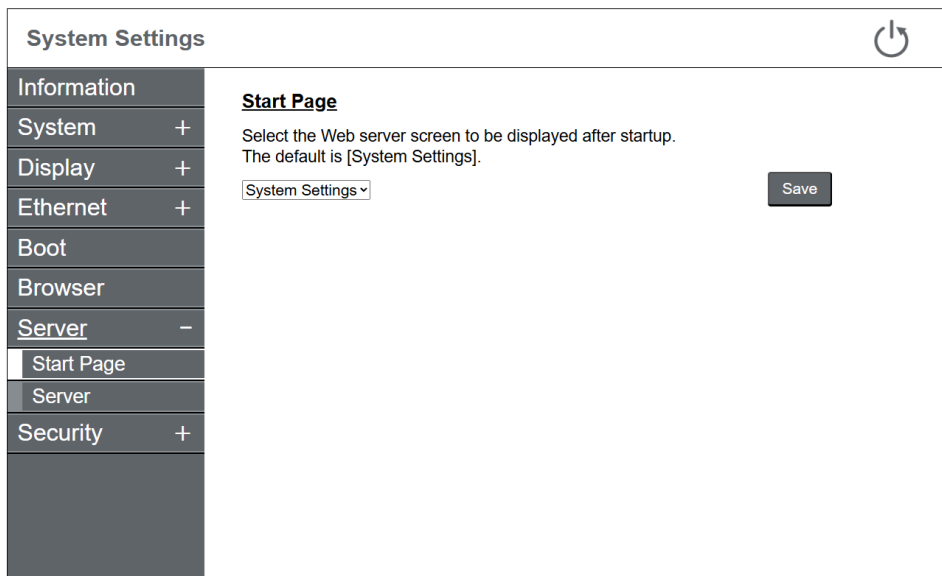 System Settings
Information
System +
Display +
Ethernet +
Boot
Browser
Server −
Start Page
Server
Security +
Start Page
Select the Web server screen to be displayed after startup.
The default is [System Settings].
System Settings
Save